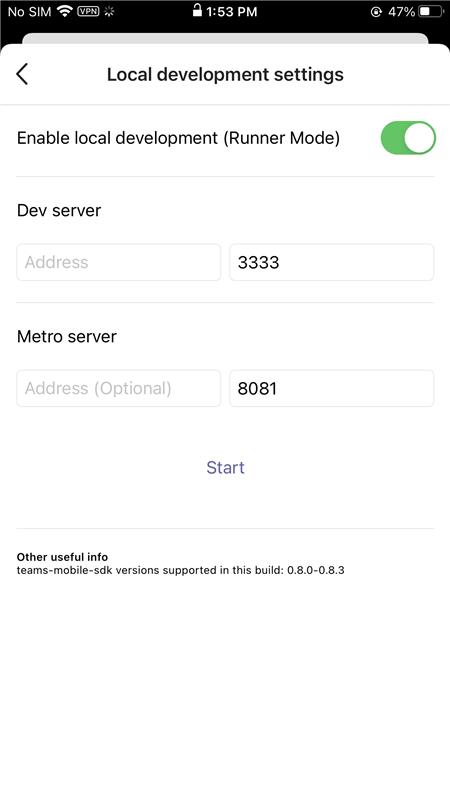 No SIM VPN 1:53 PM 47%
Local development settings
Enable local development (Runner Mode)
Dev server
Address 3333
Metro server
Address (Optional) 8081
Start
Other useful info
teams-mobile-sdk versions supported in this build: 0.8.0-0.8.3